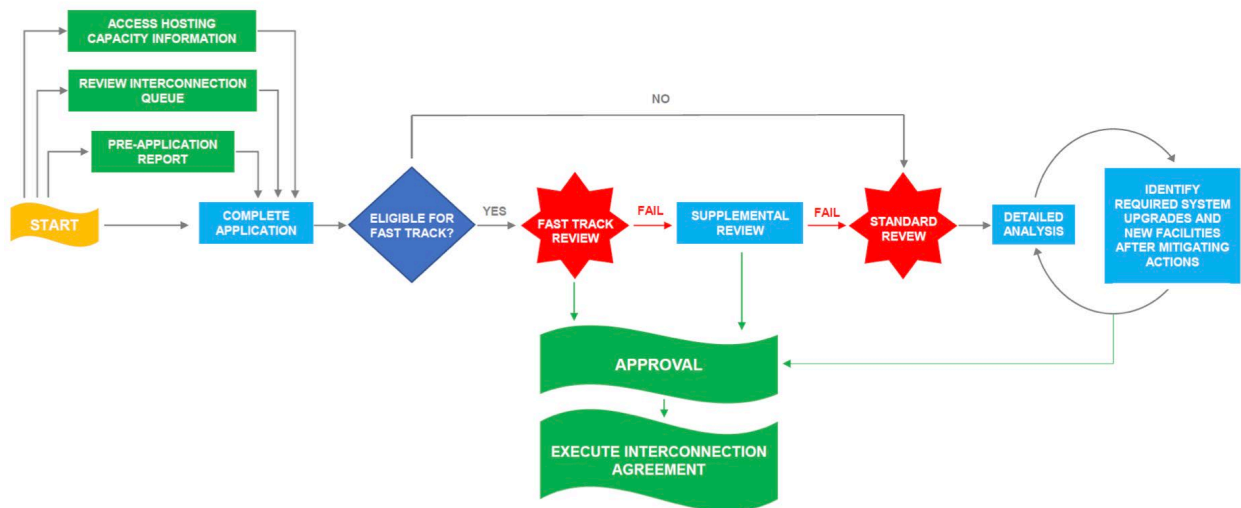 ACCESS HOSTING
CAPACITY INFORMATION
REVIEW INTERCONNECTION
QUEUE
PRE-APPLICATION
REPORT
START
COMPLETE
APPLICATION
ELIGIBLE FOR
FAST TRACK?
NO
YES
FAST TRACK
REVIEW
FAIL
SUPPLEMENTAL
REVIEW
FAIL
STANDARD
REVEW
DETAILED
ANALYSIS
IDENTIFY
REQUIRED SYSTEM
UPGRADES AND
NEW FACILITIES
AFTER MITIGATING
ACTIONS
APPROVAL
EXECUTE INTERCONNECTION
AGREEMENT